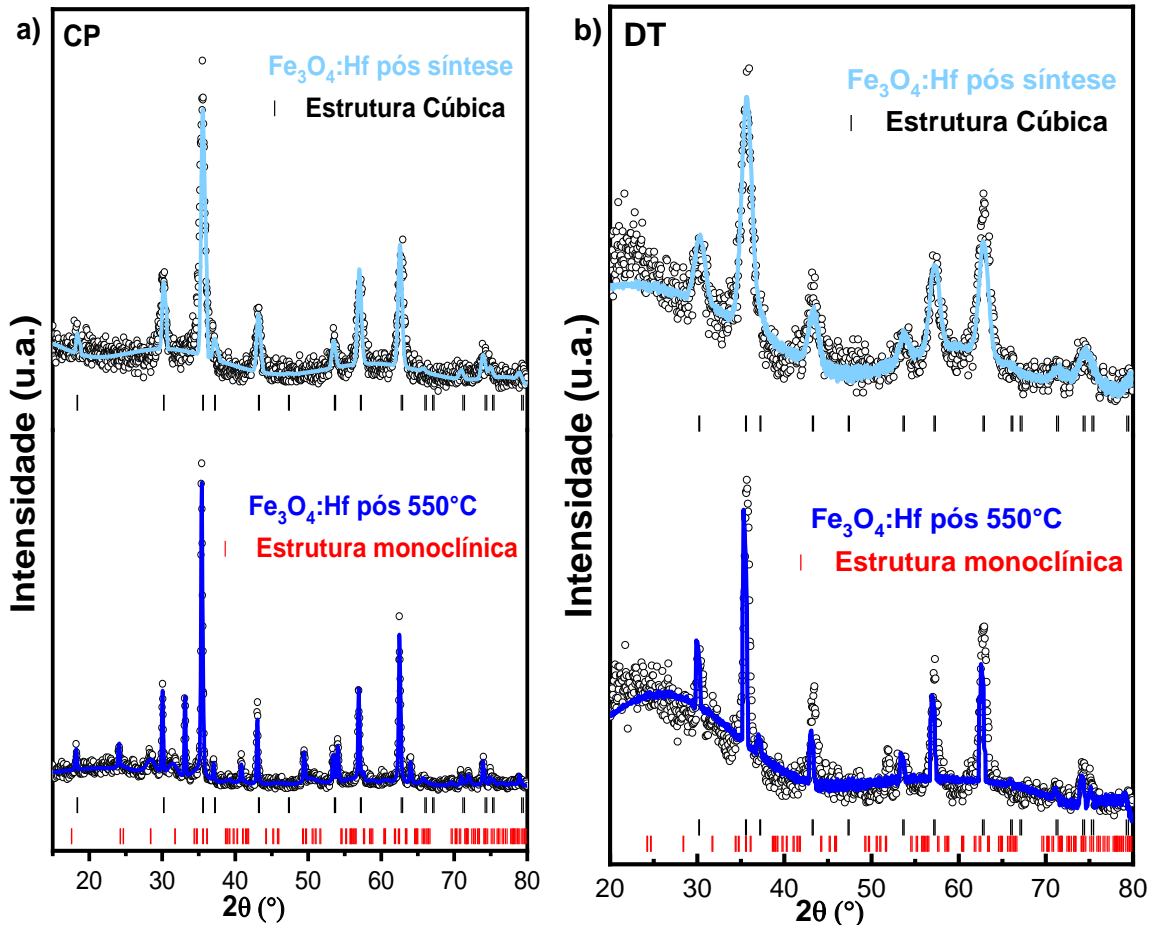 a)
CP
Fe₃O₄:Hf pós síntese
Estrutura Cúbica
Fe₃O₄:Hf pós 550°C
Estrutura monoclínica
Intensidade (u.a.)
20 30 40 50 60 70 80
2θ (°)
b)
DT
Fe₃O₄:Hf pós síntese
Estrutura Cúbica
Fe₃O₄:Hf pós 550°C
Estrutura monoclínica
Intensidade (u.a.)
20 30 40 50 60 70 80
2θ (°)